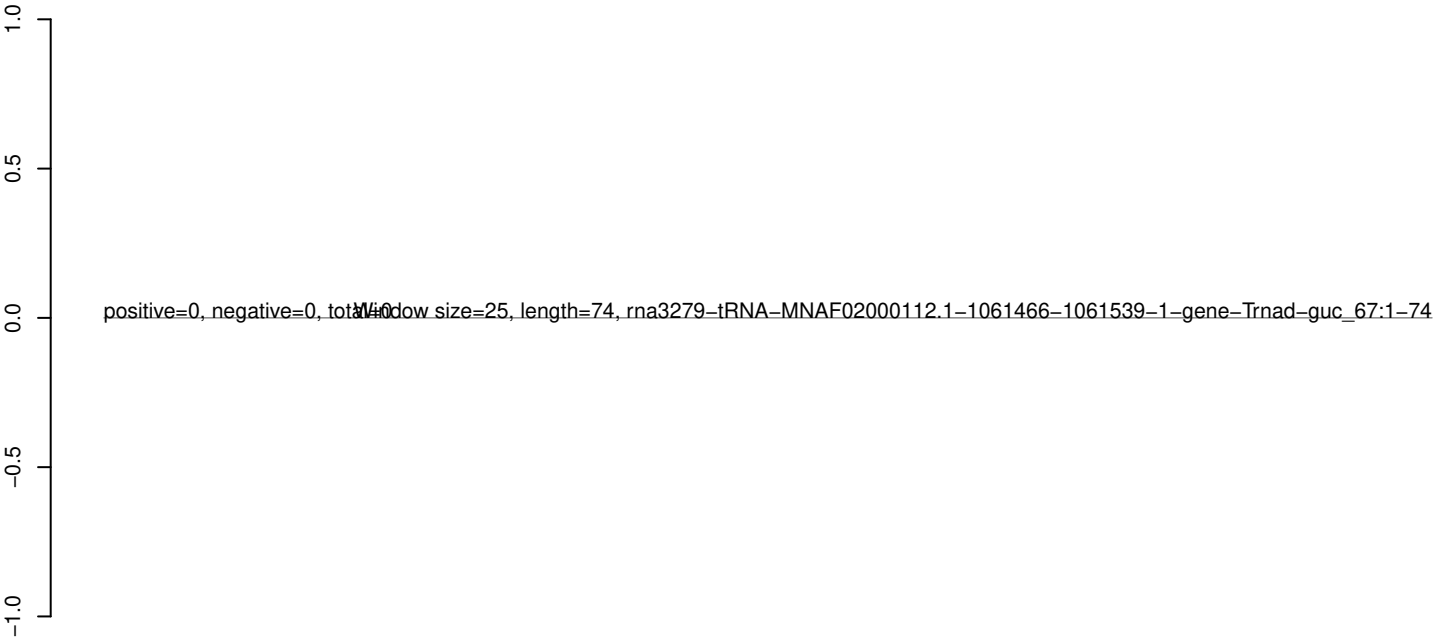 1.0
0.5
0.0
−0.5
−1.0
positive=0, negative=0, total=0
Window size=25, length=74, rna3279−tRNA−MNAF02000112.1−1061466−1061539−1−gene−Trnad−guc_67:1−74